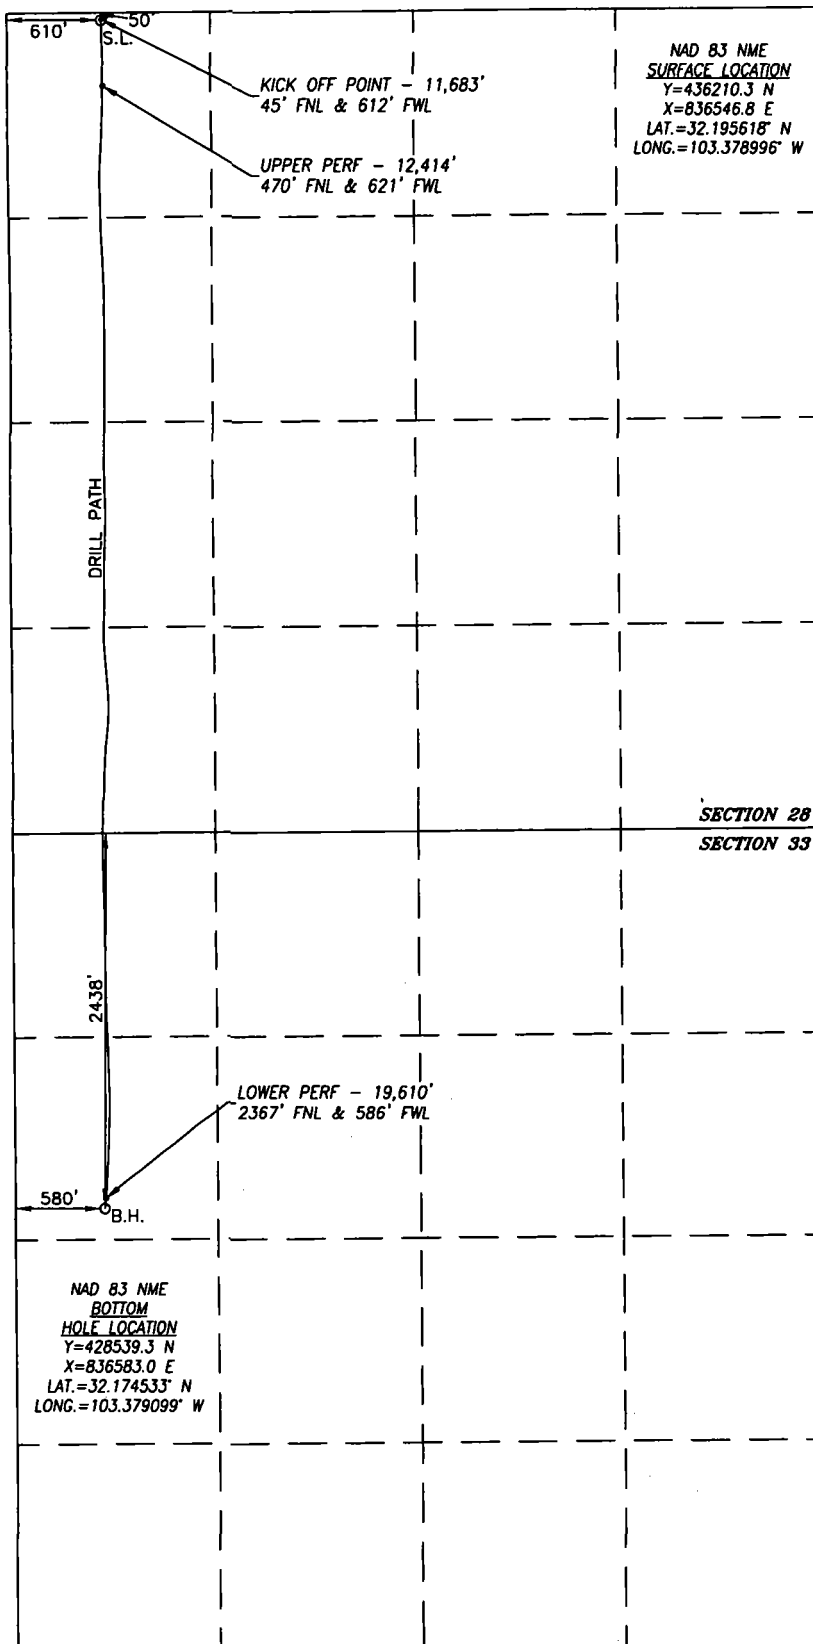 610'
50'
S.L.
KICK OFF POINT - 11,683'
45' FNL & 612' FWL
UPPER PERF - 12,414'
470' FNL & 621' FWL
NAD 83 NME
SURFACE LOCATION
Y=436210.3 N
X=836546.8 E
LAT.=32.195618° N
LONG.=103.378996° W
DRILL PATH
SECTION 28
SECTION 33
2438'
LOWER PERF - 19,610'
2367' FNL & 586' FWL
580'
B.H.
NAD 83 NME
BOTTOM
HOLE LOCATION
Y=428539.3 N
X=836583.0 E
LAT.=32.174533° N
LONG.=103.379099° W